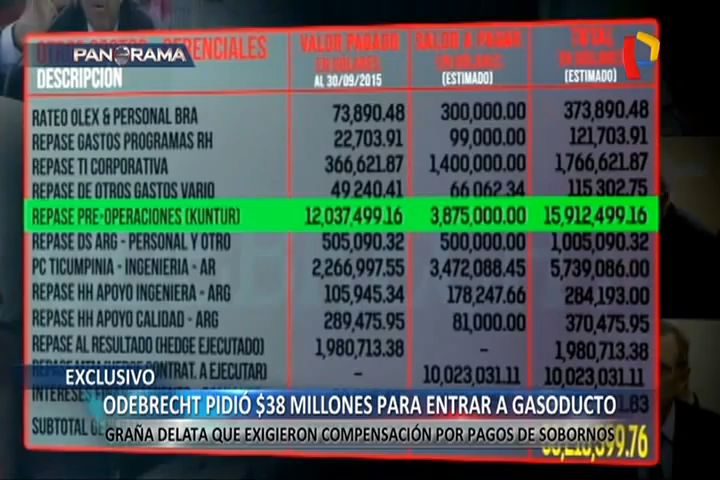 PANORAMA
GERENCIALES
DESCRIPCION
VALOR PAGADO EN DOLARES AL 30/09/2015
SALDO A PAGAR EN DOLARES (ESTIMADO)
TOTAL EN DOLARES (ESTIMADO)
RATEO OLEX & PERSONAL BRA 73,890.48 300,000.00 373,890.48
REPASE GASTOS PROGRAMAS RH 22,703.91 99,000.00 121,703.91
REPASE TI CORPORATIVA 366,621.87 1,400,000.00 1,766,621.87
REPASE DE OTROS GASTOS VARIO 49,240.41 66,062.34 115,302.75
REPASE PRE-OPERACIONES (KUNTUR) 12,037,499.16 3,875,000.00 15,912,499.16
REPASE DS ARG - PERSONAL Y OTRO 505,090.32 500,000.00 1,005,090.32
PC TICUMPINIA - INGENIERIA - AR 2,266,997.55 3,472,088.45 5,739,086.00
REPASE HH APOYO INGENIERA - ARG 105,945.34 178,247.66 284,193.00
REPASE HH APOYO CALIDAD - ARG 289,475.95 81,000.00 370,475.95
REPASE AL RESULTADO (HEDGE EJECUTADO) 1,980,713.38 - 1,980,713.38
CONTRAT. A EJECUTAR) - 10,023,031.11 10,023,031.11
EXCLUSIVO
ODEBRECHT PIDIÓ $38 MILLONES PARA ENTRAR A GASODUCTO
GRAÑA DELATA QUE EXIGIERON COMPENSACIÓN POR PAGOS DE SOBORNOS
SUBTOTAL